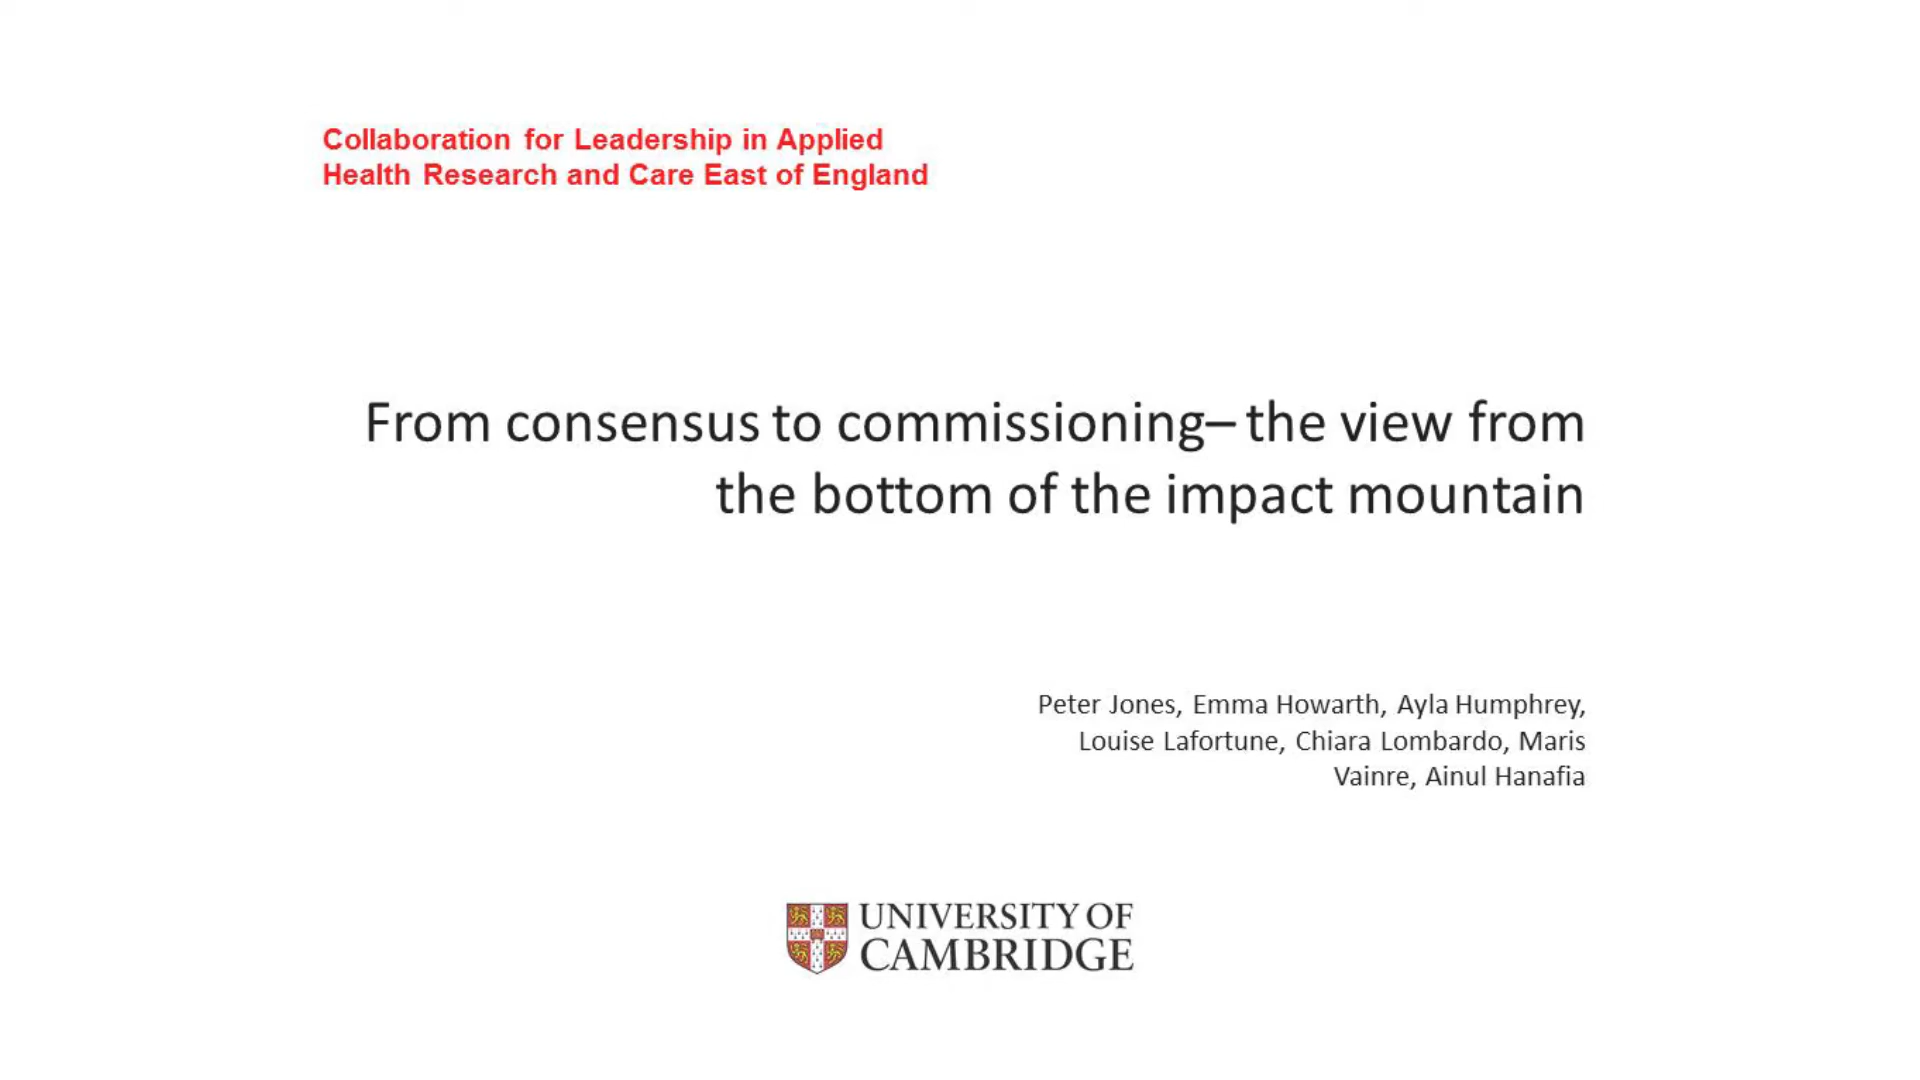 Collaboration for Leadership in Applied
Health Research and Care East of England
From consensus to commissioning– the view from
the bottom of the impact mountain
Peter Jones, Emma Howarth, Ayla Humphrey,
Louise Lafortune, Chiara Lombardo, Maris
Vainre, Ainul Hanafia
UNIVERSITY OF
CAMBRIDGE